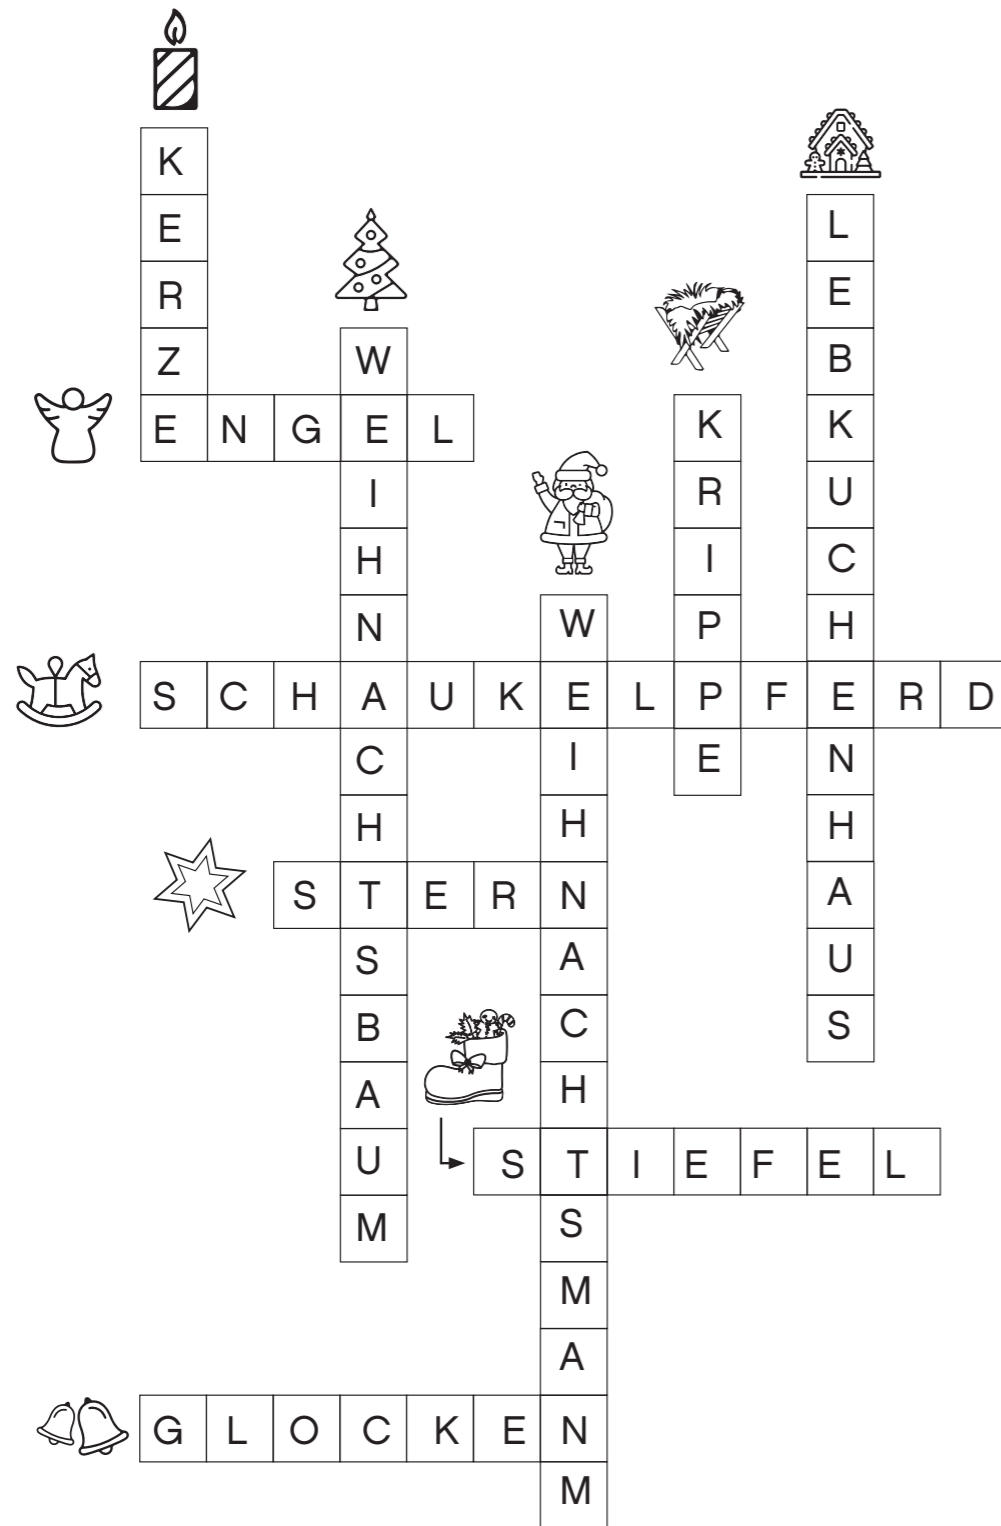 KERZE
LEBKUCHENHAUS
WEIHNACHTSBAUM
ENGEL
KRIPPE
WEIHNACHTSMANM
SCHAUKELPFERD
STERN
STIEFEL
GLOCKEN